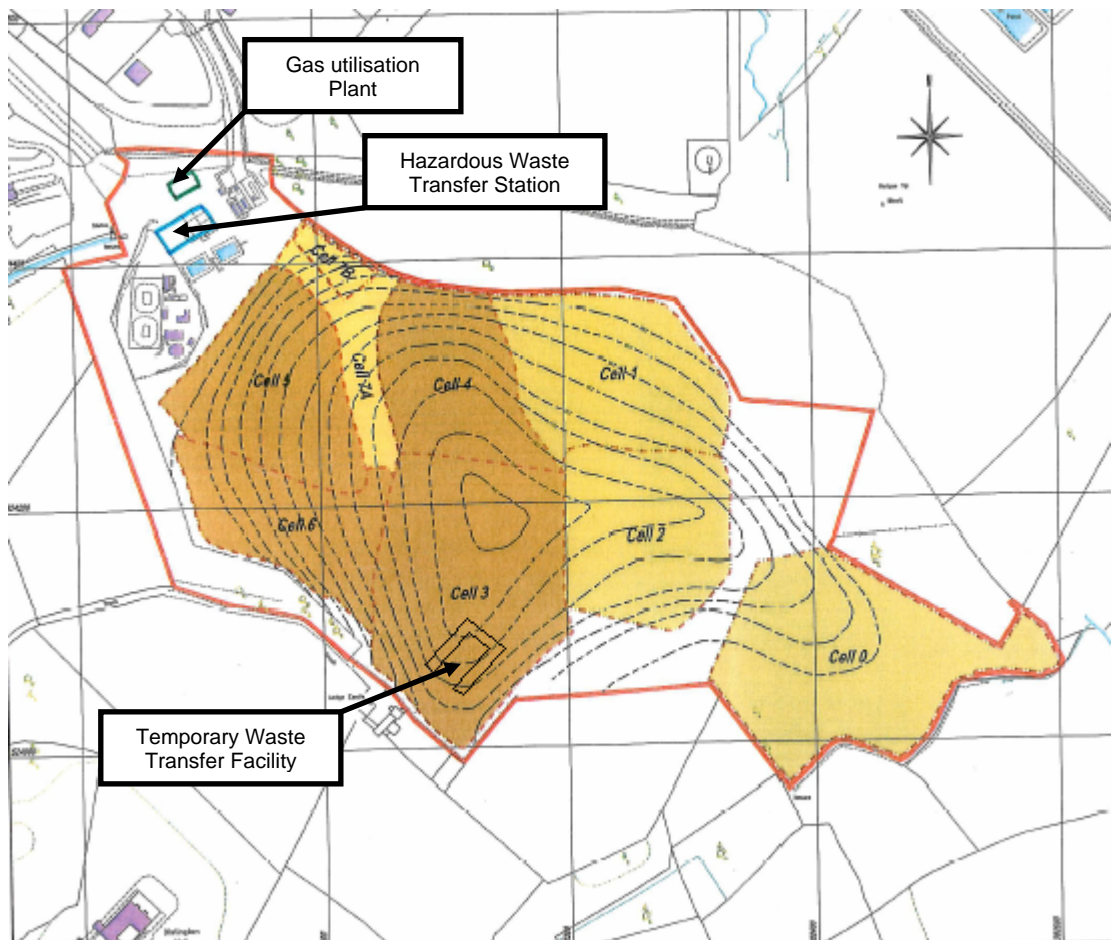 Gas utilisation
Plant
Hazardous Waste
Transfer Station
Cell 5
Cell 4
Cell 1
Cell 6
Cell 2
Cell 3
Cell 0
Temporary Waste
Transfer Facility